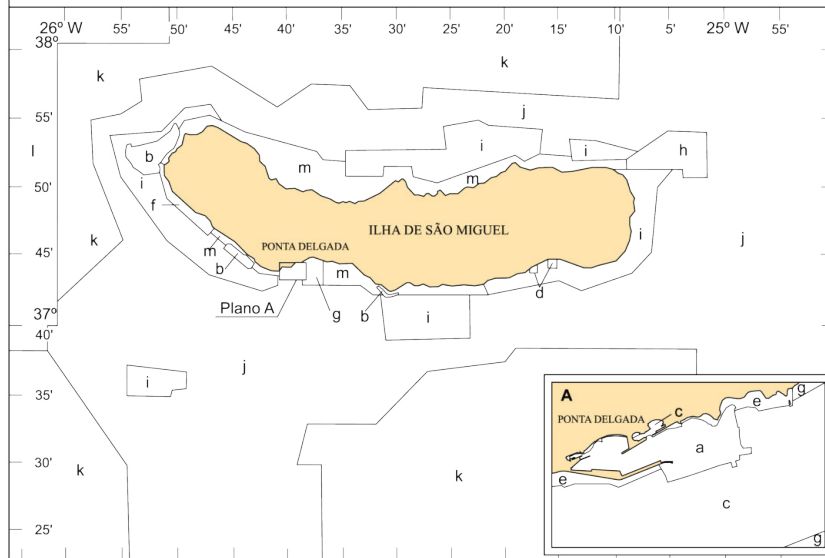 26º W 55' 50' 45' 40' 35' 30' 25' 20' 15' 10' 5' 25º W 55'
38º
k
k
55'
j
l
b
i
i
h
m
50'
i
m
f
ILHA DE SÃO MIGUEL
k
m
PONTA DELGADA
i
j
45'
b
m
d
Plano A
g
b
i
37º
40'
j
35'
i
A
e
g
c
PONTA DELGADA
a
30'
k
k
e
c
25'
g